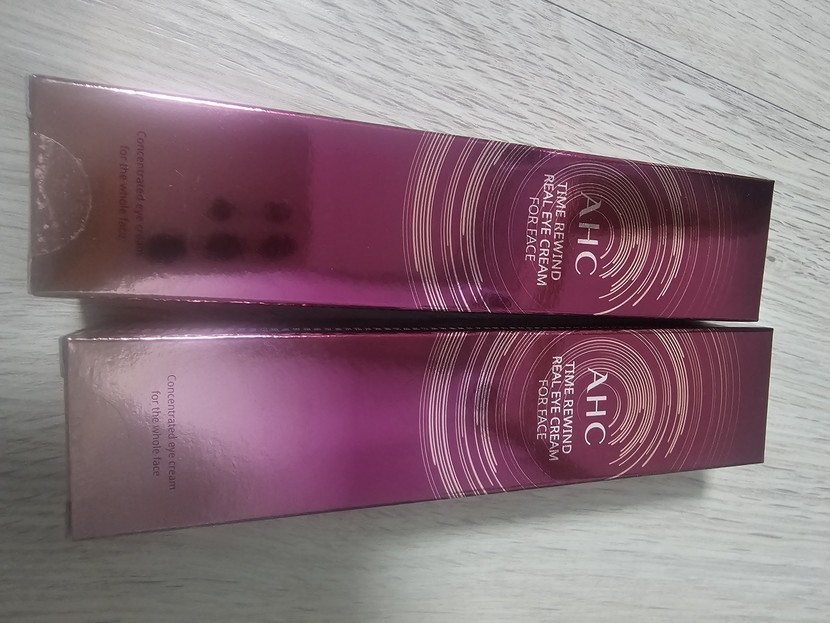 AHC
TIME REWIND
REAL EYE CREAM
FOR FACE
Concentrated eye cream
for the whole face
AHC
TIME REWIND
REAL EYE CREAM
FOR FACE
Concentrated eye cream
for the whole face